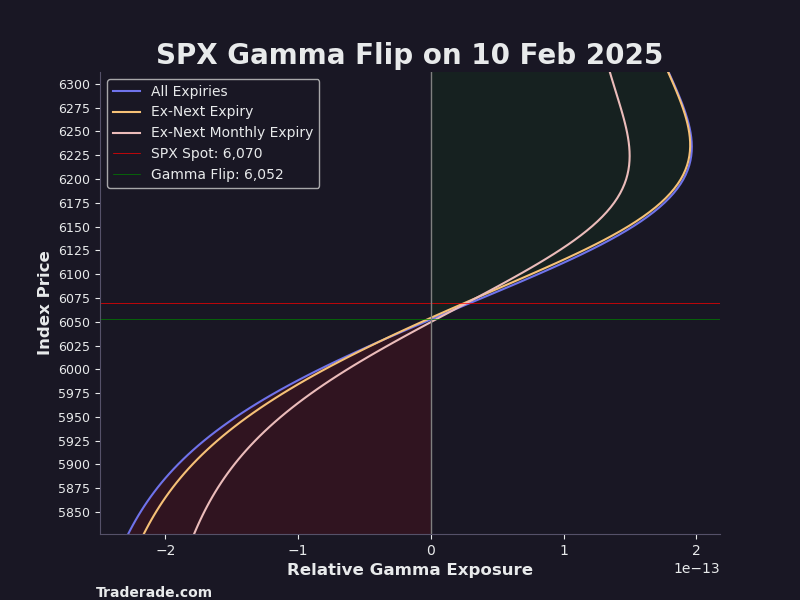 SPX Gamma Flip on 10 Feb 2025
All Expiries
Ex-Next Expiry
Ex-Next Monthly Expiry
SPX Spot: 6,070
Gamma Flip: 6,052
Index Price
6300
6275
6250
6225
6200
6175
6150
6125
6100
6075
6050
6025
6000
5975
5950
5925
5900
5875
5850
−2
−1
0
1
2
1e−13
Relative Gamma Exposure
Traderade.com